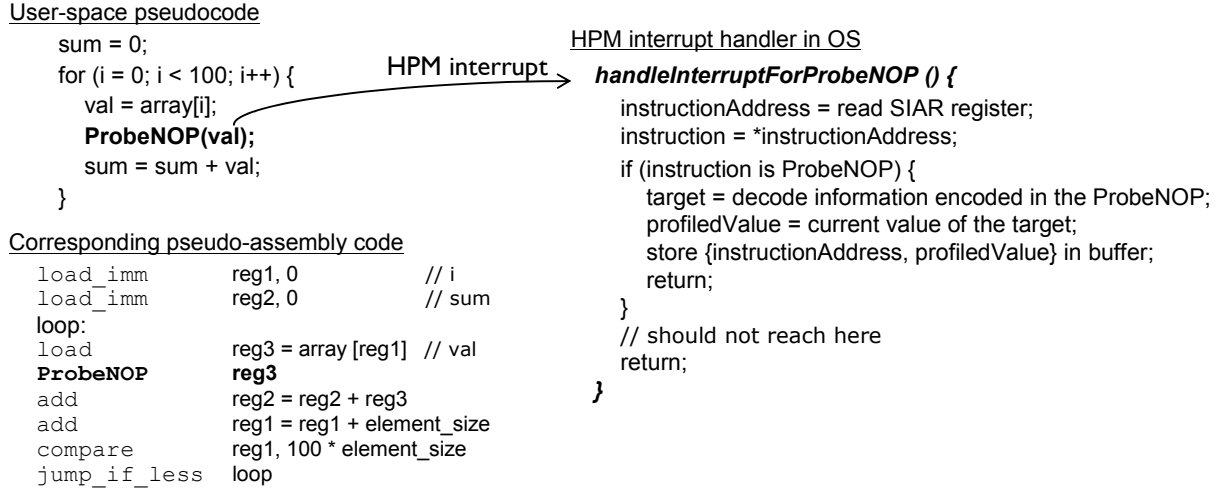 User-space pseudocode
sum = 0;
for (i = 0; i < 100; i++) {
val = array[i];
ProbeNOP(val);
sum = sum + val;
}
HPM interrupt
Corresponding pseudo-assembly code
load_imm reg1, 0 // i
load_imm reg2, 0 // sum
loop:
load reg3 = array [reg1] // val
ProbeNOP reg3
add reg2 = reg2 + reg3
add reg1 = reg1 + element_size
compare reg1, 100 * element_size
jump_if_less loop
HPM interrupt handler in OS
handleInterruptForProbeNOP () {
instructionAddress = read SIAR register;
instruction = *instructionAddress;
if (instruction is ProbeNOP) {
target = decode information encoded in the ProbeNOP;
profiledValue = current value of the target;
store {instructionAddress, profiledValue} in buffer;
return;
}
// should not reach here
return;
}